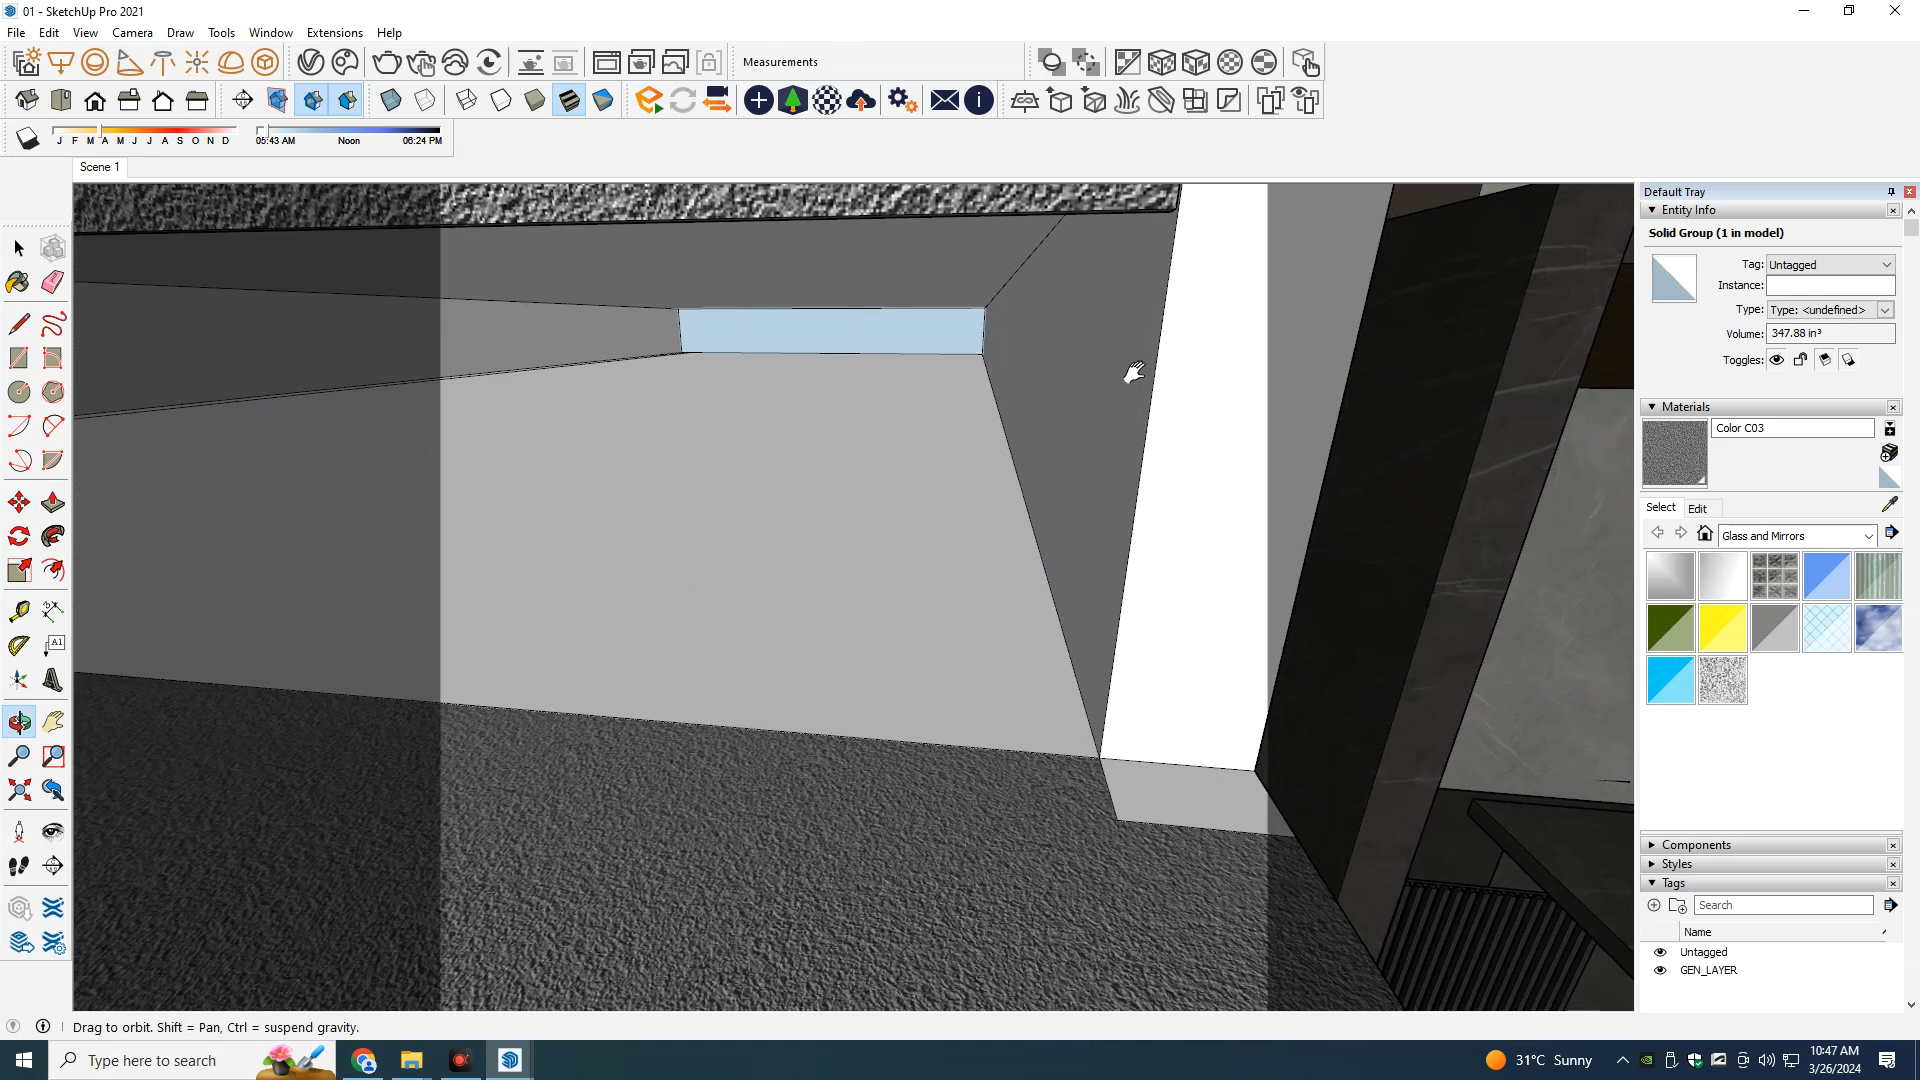 01 - SketchUp Pro 2021
File Edit View Camera Draw Tools Window Extensions Help
Measurements
J F M A M J J A S O N D
05:43 AM Noon 06:24 PM
Scene 1
Default Tray
Entity Info
Solid Group (1 in model)
Tag: Untagged
Instance:
Type: Type: <undefined>
Volume: 347.88 in³
Toggles:
Materials
Color C03
Select Edit
Glass and Mirrors
A1
Components
Styles
Tags
Search
Name
Untagged
GEN_LAYER
Drag to orbit. Shift = Pan, Ctrl = suspend gravity.
Type here to search
31°C Sunny
10:47 AM
3/26/2024